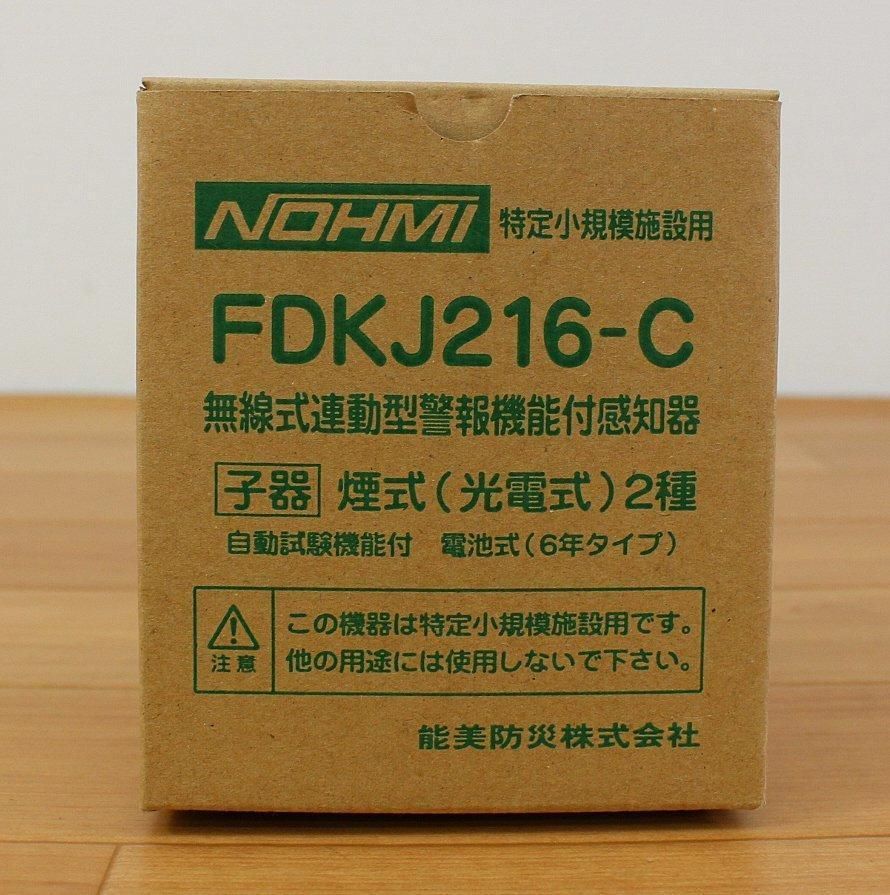 NOHMI 特定小規模施設用
FDKJ216-C
無線式連動型警報機能付感知器
子器 煙式(光電式)2種
自動試験機能付 電池式(6年タイプ)
この機器は特定小規模施設用です。
注意 他の用途には使用しないで下さい。
能美防災株式会社